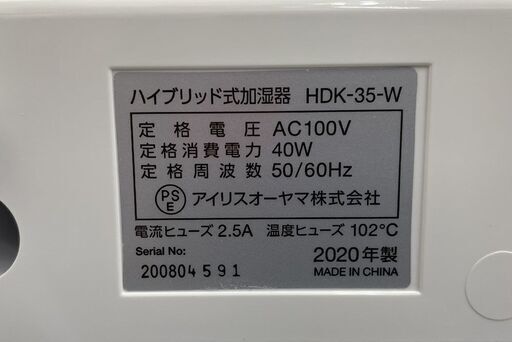 ハイブリッド式加湿器 HDK-35-W
定格電圧 AC100V
定格消費電力 40W
定格周波数 50/60Hz
PS
E
アイリスオーヤマ株式会社
電流ヒューズ 2.5A 温度ヒューズ 102℃
Serial No:
2020年製
200804591
MADE IN CHINA